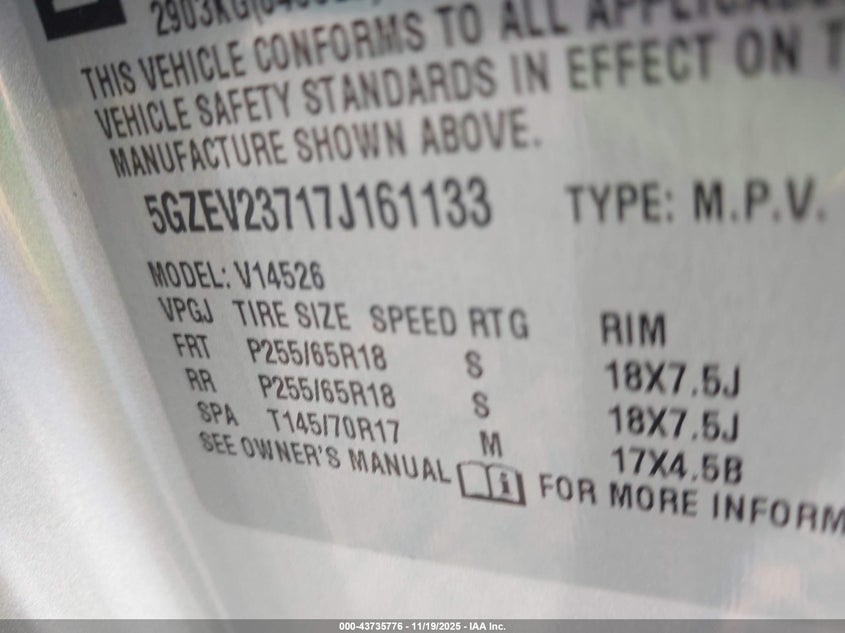 2903KG
THIS VEHICLE CONFORMS TO ALL
VEHICLE SAFETY STANDARDS IN EFFECT ON
MANUFACTURE SHOWN ABOVE.
5GZEV23717J161133 TYPE: M.P.V.
MODEL: V14526
VPGJ TIRE SIZE SPEED RTG RIM
FRT P255/65R18 S 18X7.5J
RR P255/65R18 S 18X7.5J
SPA T145/70R17 M 17X4.5B
SEE OWNER'S MANUAL FOR MORE INFORM
000-43735776 - 11/19/2025 - IAA Inc.